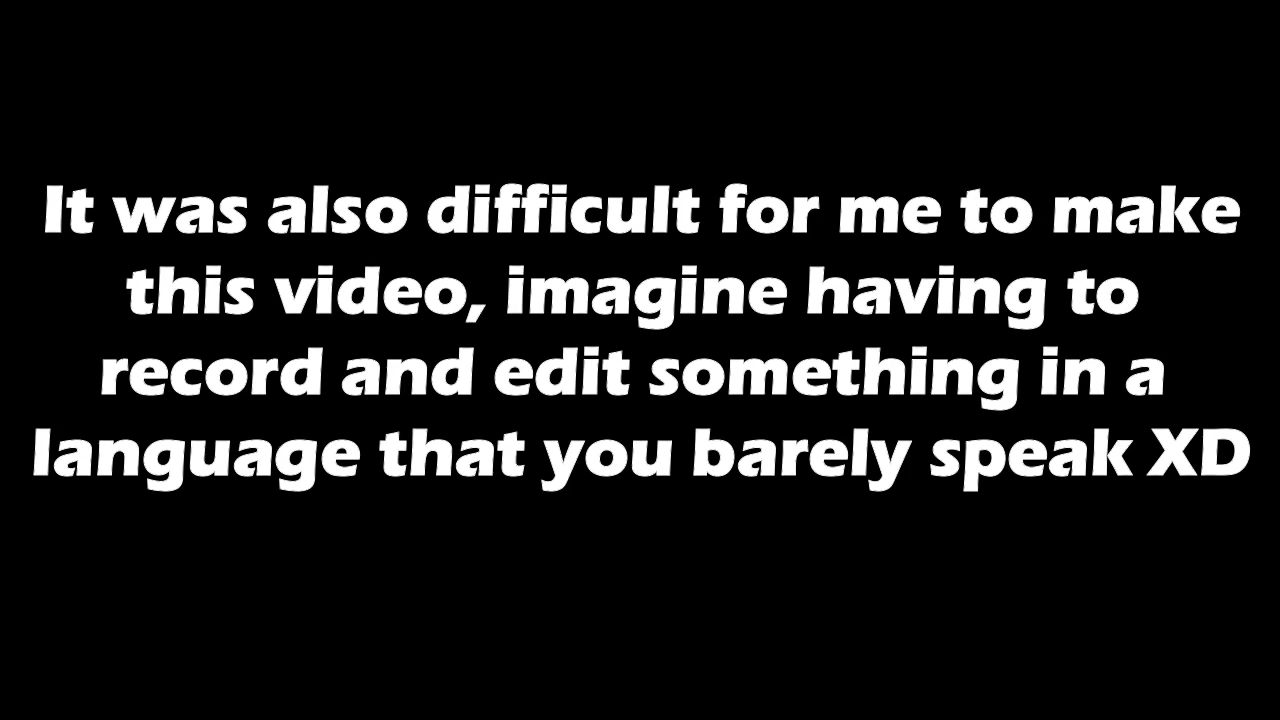 It was also difficult for me to make
this video, imagine having to
record and edit something in a
language that you barely speak XD